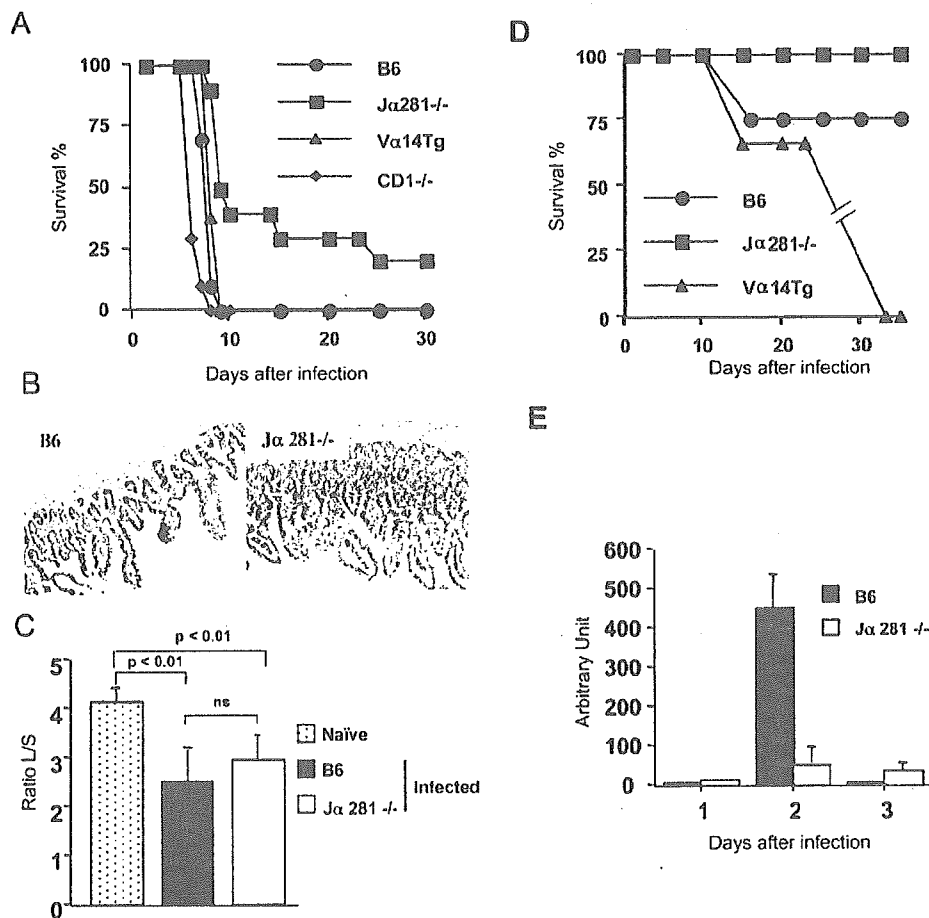 A
100
75
50
25
0
Survival %
B6
Jα281-/-
Vα14Tg
CD1-/-
0 10 20 30
Days after infection
B
B6
Jα 281-/-
C
p < 0.01
p < 0.01
ns
5
4
3
2
1
0
Ratio L/S
Naïve
B6
Jα 281 -/-
Infected
D
100
75
50
25
0
Survival %
B6
Jα281-/-
Vα14Tg
0 10 20 30
Days after infection
E
600
500
400
300
200
100
0
Arbitrary Unit
B6
Jα 281 -/-
1 2 3
Days after infection